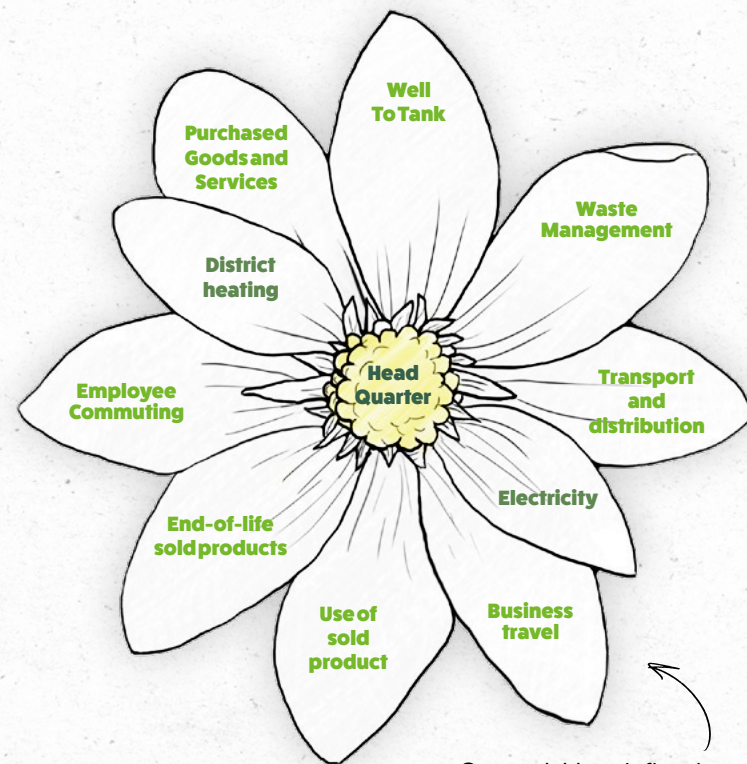 Well
To Tank
Purchased
Goods and
Services
Waste
Management
District
heating
Head
Quarter
Employee
Commuting
Transport
and
distribution
Electricity
End-of-life
sold products
Use of
sold
product
Business
travel